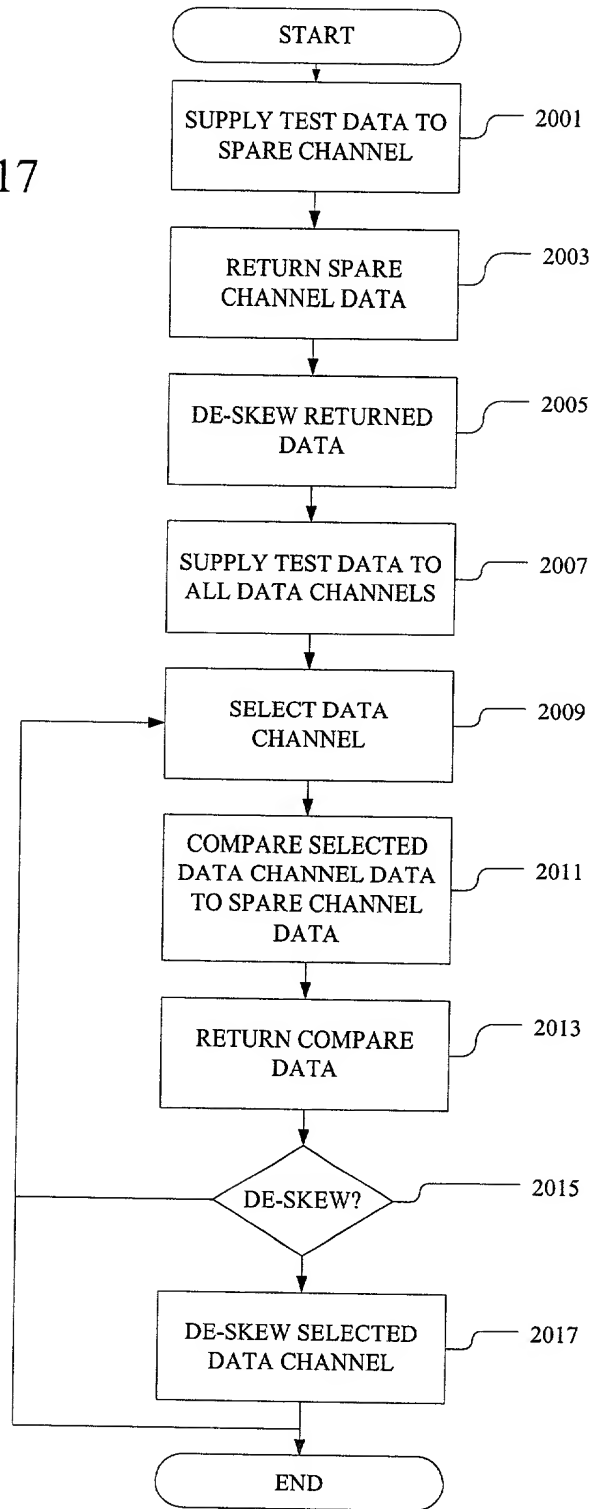 17
START
SUPPLY TEST DATA TO
SPARE CHANNEL
2001
RETURN SPARE
CHANNEL DATA
2003
DE-SKEW RETURNED
DATA
2005
SUPPLY TEST DATA TO
ALL DATA CHANNELS
2007
SELECT DATA
CHANNEL
2009
COMPARE SELECTED
DATA CHANNEL DATA
TO SPARE CHANNEL
DATA
2011
RETURN COMPARE
DATA
2013
DE-SKEW?
2015
DE-SKEW SELECTED
DATA CHANNEL
2017
END